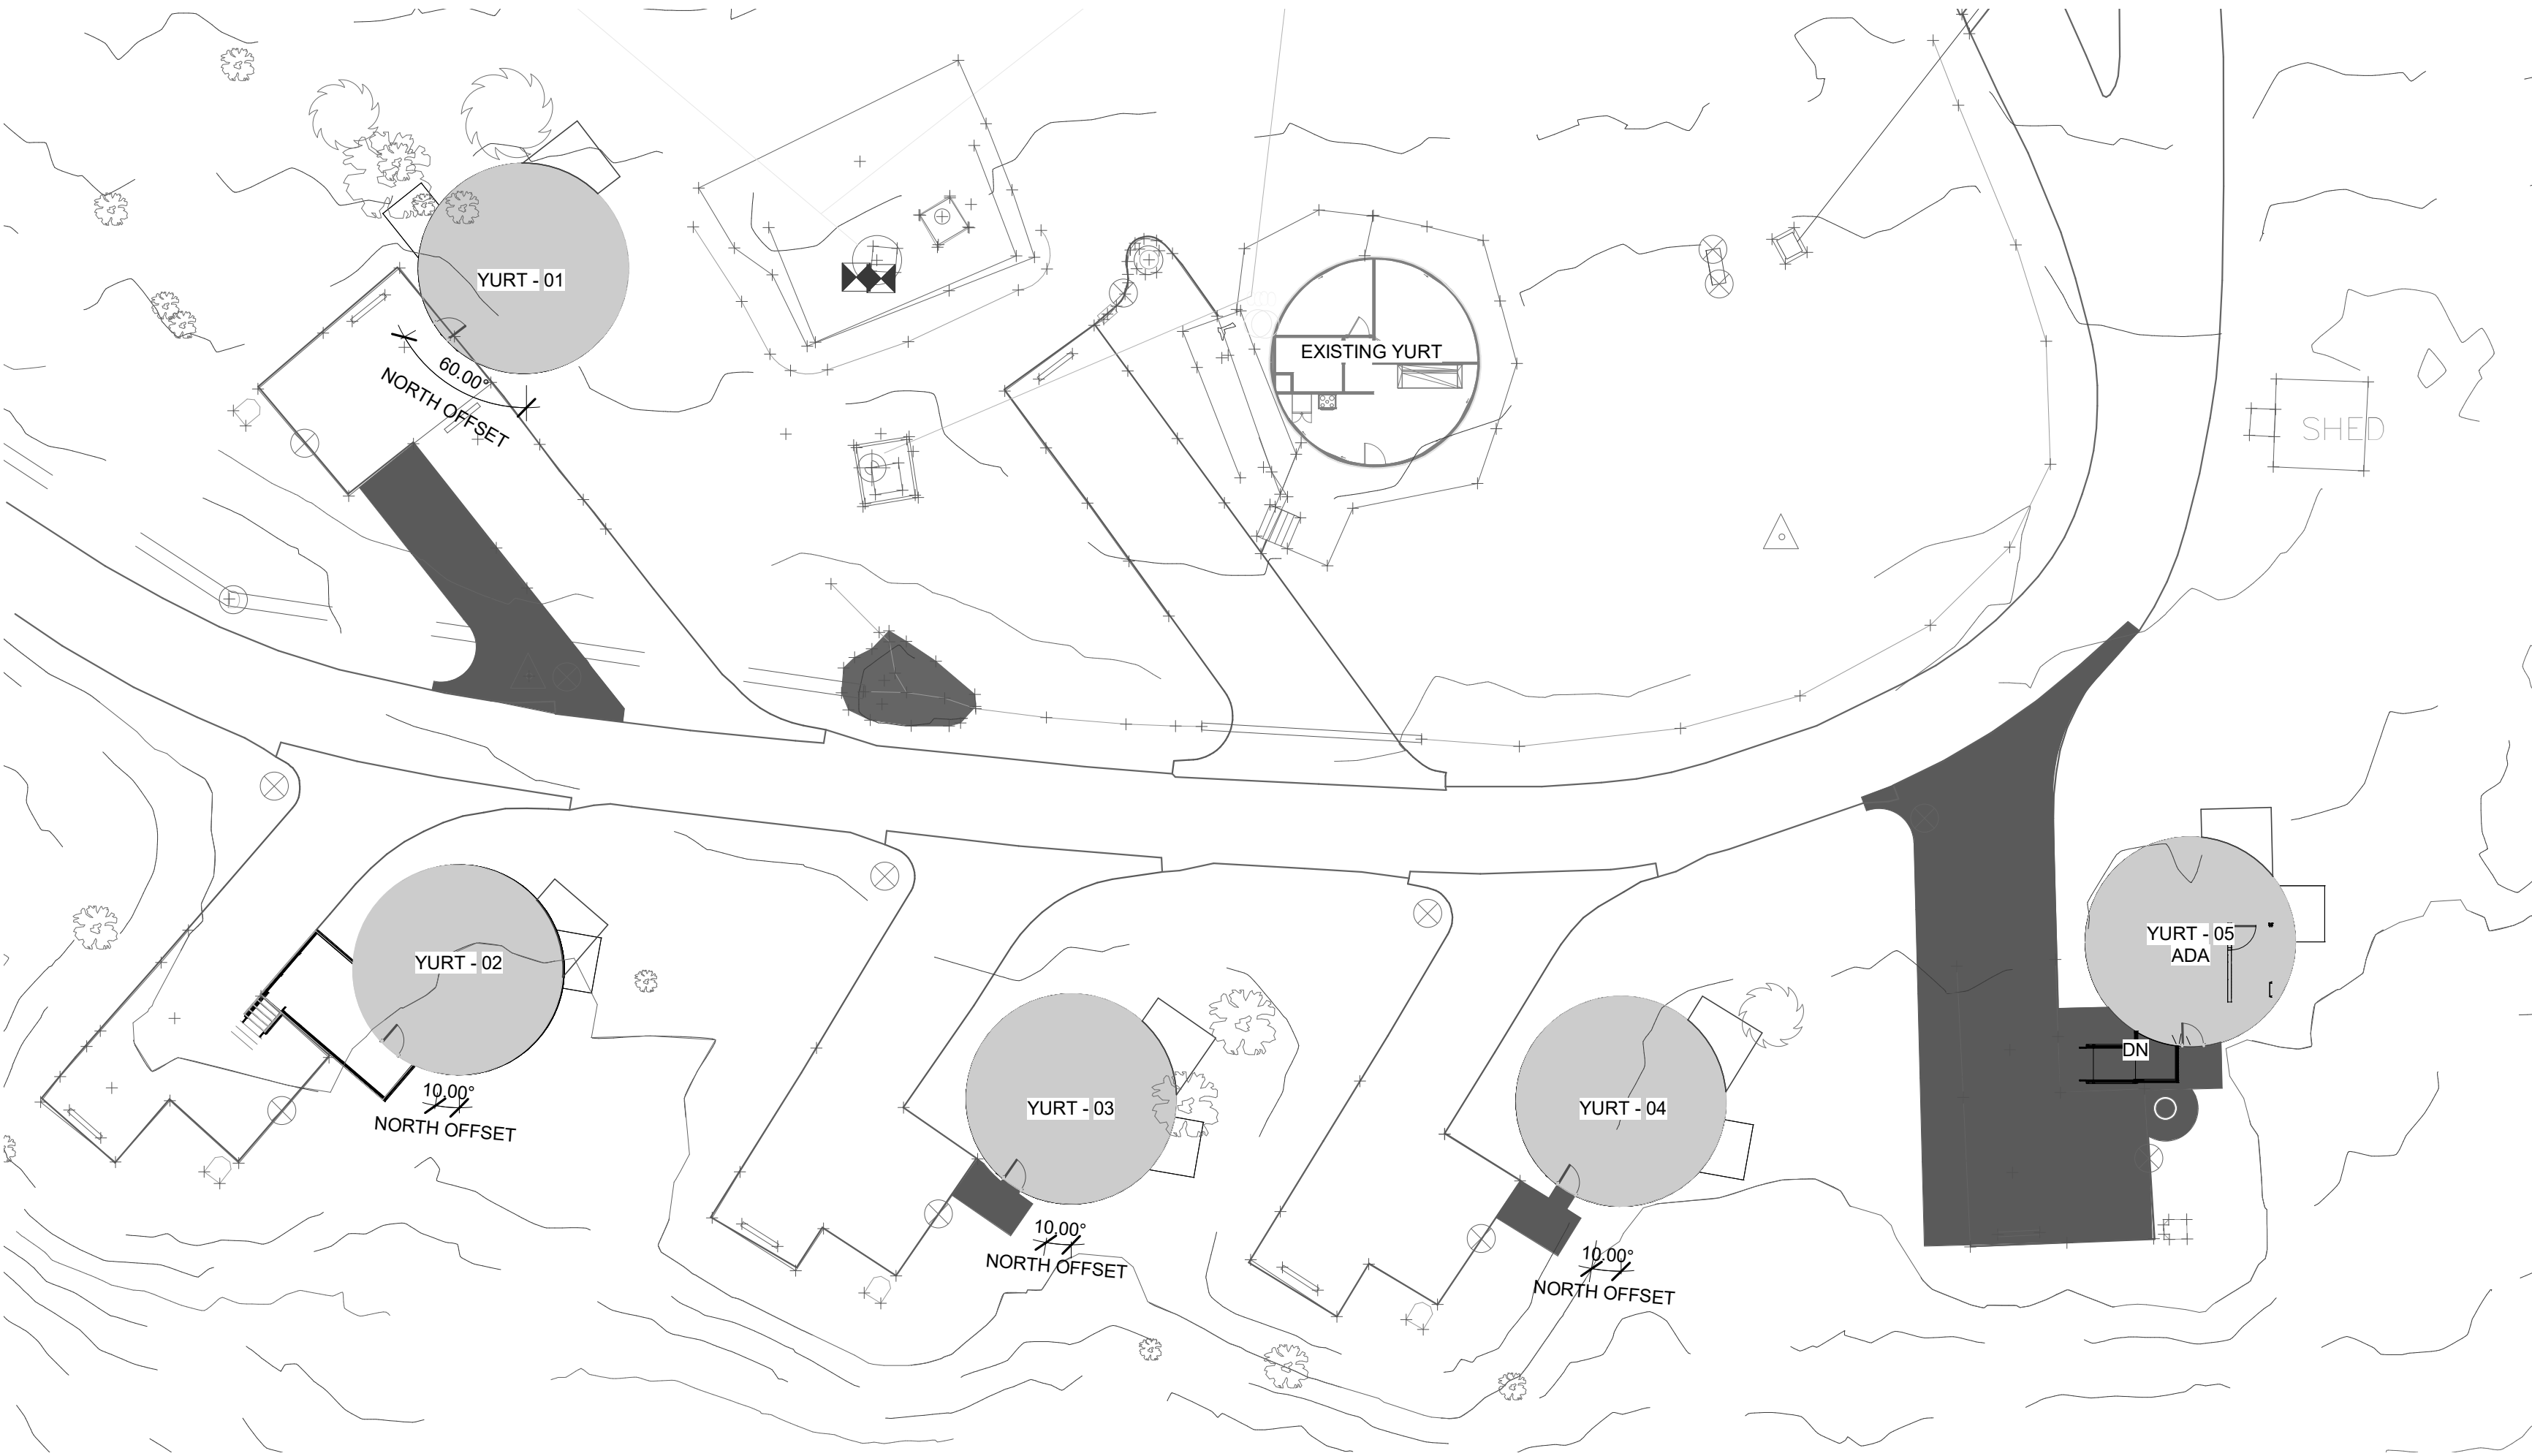 YURT - 01
60.00°
NORTH OFFSET
EXISTING YURT
SHED
YURT - 02
10.00°
NORTH OFFSET
YURT - 03
10.00°
NORTH OFFSET
YURT - 04
10.00°
NORTH OFFSET
YURT - 05
ADA
DN